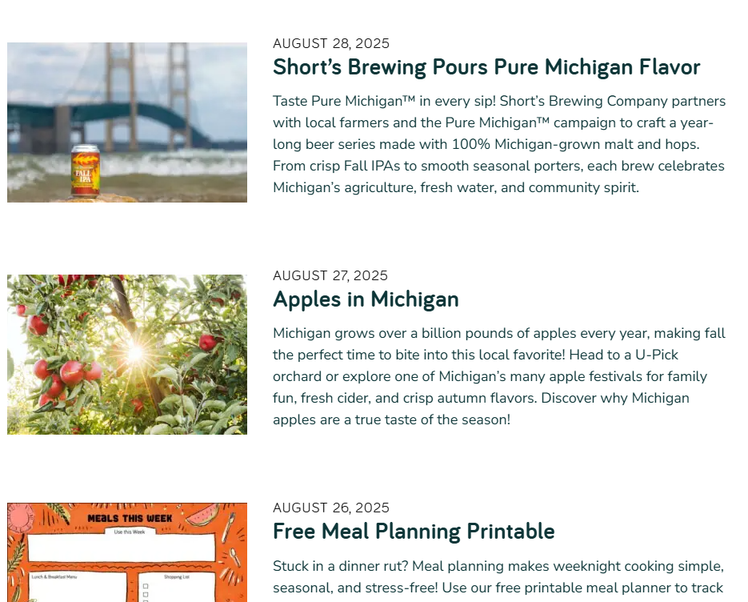 AUGUST 28, 2025
Short's Brewing Pours Pure Michigan Flavor
Taste Pure Michigan™ in every sip! Short's Brewing Company partners
with local farmers and the Pure Michigan™ campaign to craft a year-
long beer series made with 100% Michigan-grown malt and hops.
From crisp Fall IPAs to smooth seasonal porters, each brew celebrates
Michigan's agriculture, fresh water, and community spirit.
FALL
IPA
AUGUST 27, 2025
Apples in Michigan
Michigan grows over a billion pounds of apples every year, making fall
the perfect time to bite into this local favorite! Head to a U-Pick
orchard or explore one of Michigan's many apple festivals for family
fun, fresh cider, and crisp autumn flavors. Discover why Michigan
apples are a true taste of the season!
AUGUST 26, 2025
Free Meal Planning Printable
Stuck in a dinner rut? Meal planning makes weeknight cooking simple,
seasonal, and stress-free! Use our free printable meal planner to track
MEALS THIS WEEK
Use this Week
Lunch & Breakfast Menu
Shopping List